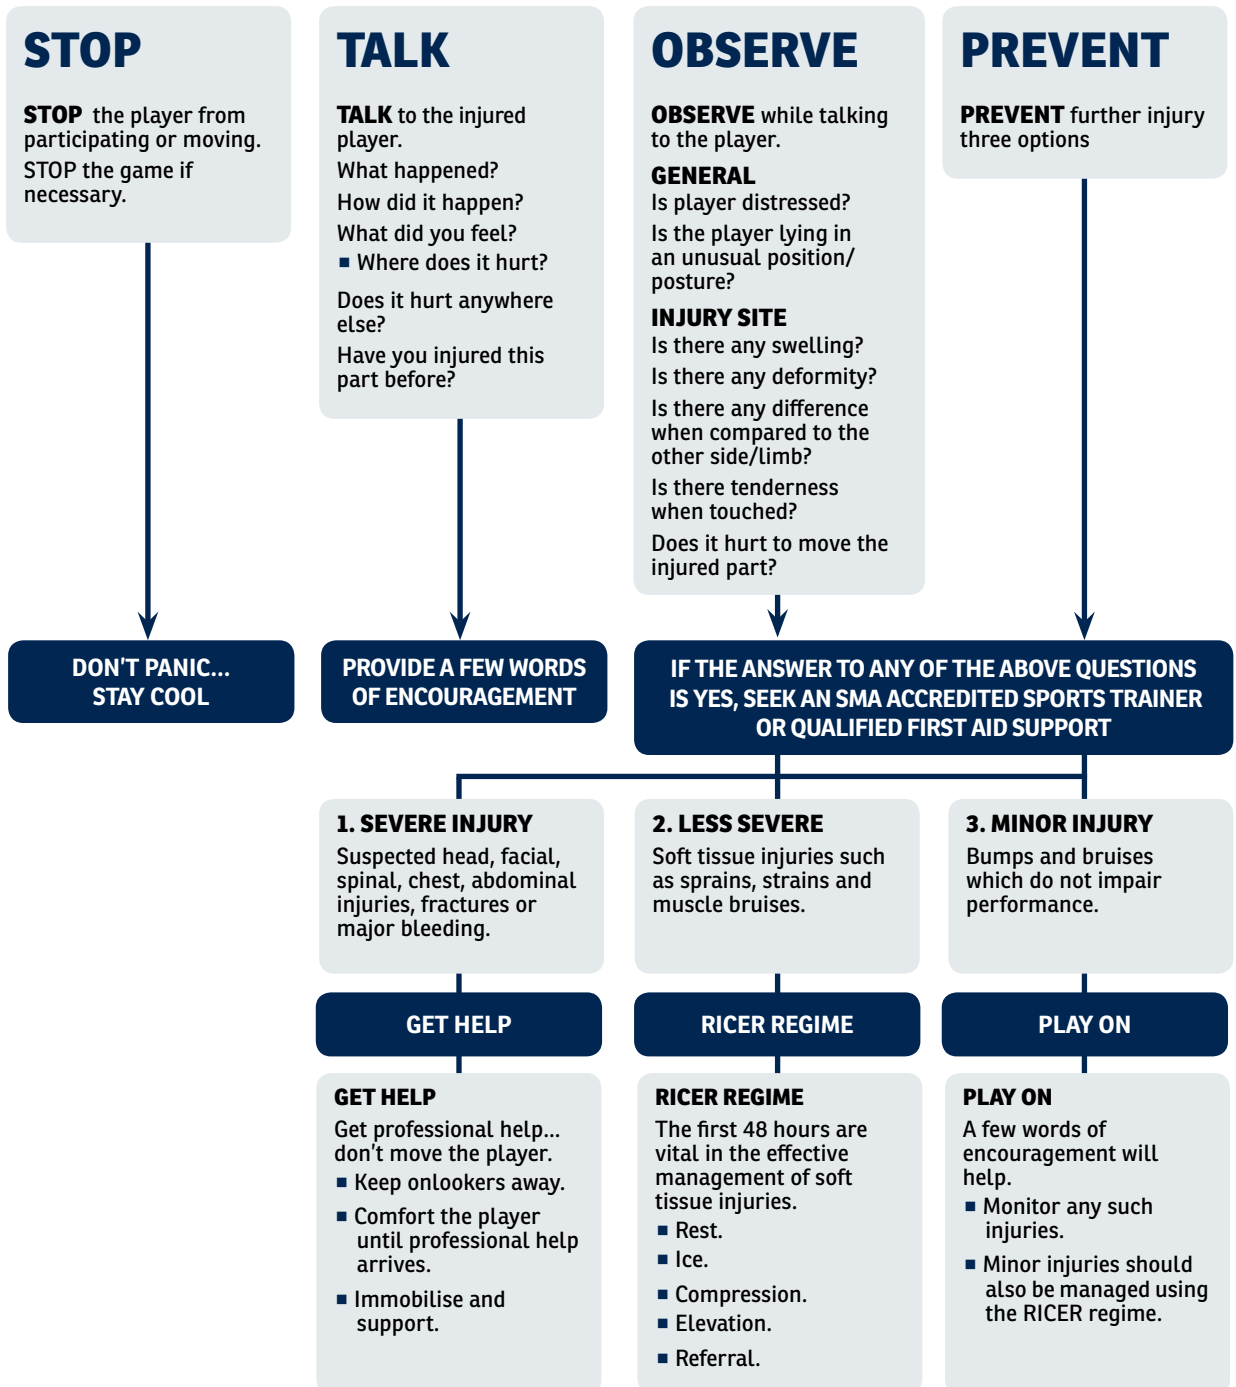 STOP
STOP the player from
participating or moving.
STOP the game if
necessary.
DON'T PANIC...
STAY COOL
TALK
TALK to the injured
player.
What happened?
How did it happen?
What did you feel?
■ Where does it hurt?
Does it hurt anywhere
else?
Have you injured this
part before?
PROVIDE A FEW WORDS
OF ENCOURAGEMENT
OBSERVE
OBSERVE while talking
to the player.
GENERAL
Is player distressed?
Is the player lying in
an unusual position/
posture?
INJURY SITE
Is there any swelling?
Is there any deformity?
Is there any difference
when compared to the
other side/limb?
Is there tenderness
when touched?
Does it hurt to move the
injured part?
PREVENT
PREVENT further injury
three options
IF THE ANSWER TO ANY OF THE ABOVE QUESTIONS
IS YES, SEEK AN SMA ACCREDITED SPORTS TRAINER
OR QUALIFIED FIRST AID SUPPORT
1. SEVERE INJURY
Suspected head, facial,
spinal, chest, abdominal
injuries, fractures or
major bleeding.
GET HELP
GET HELP
Get professional help...
don't move the player.
■ Keep onlookers away.
■ Comfort the player
until professional help
arrives.
■ Immobilise and
support.
2. LESS SEVERE
Soft tissue injuries such
as sprains, strains and
muscle bruises.
RICER REGIME
RICER REGIME
The first 48 hours are
vital in the effective
management of soft
tissue injuries.
■ Rest.
■ Ice.
■ Compression.
■ Elevation.
■ Referral.
3. MINOR INJURY
Bumps and bruises
which do not impair
performance.
PLAY ON
PLAY ON
A few words of
encouragement will
help.
■ Monitor any such
injuries.
■ Minor injuries should
also be managed using
the RICER regime.